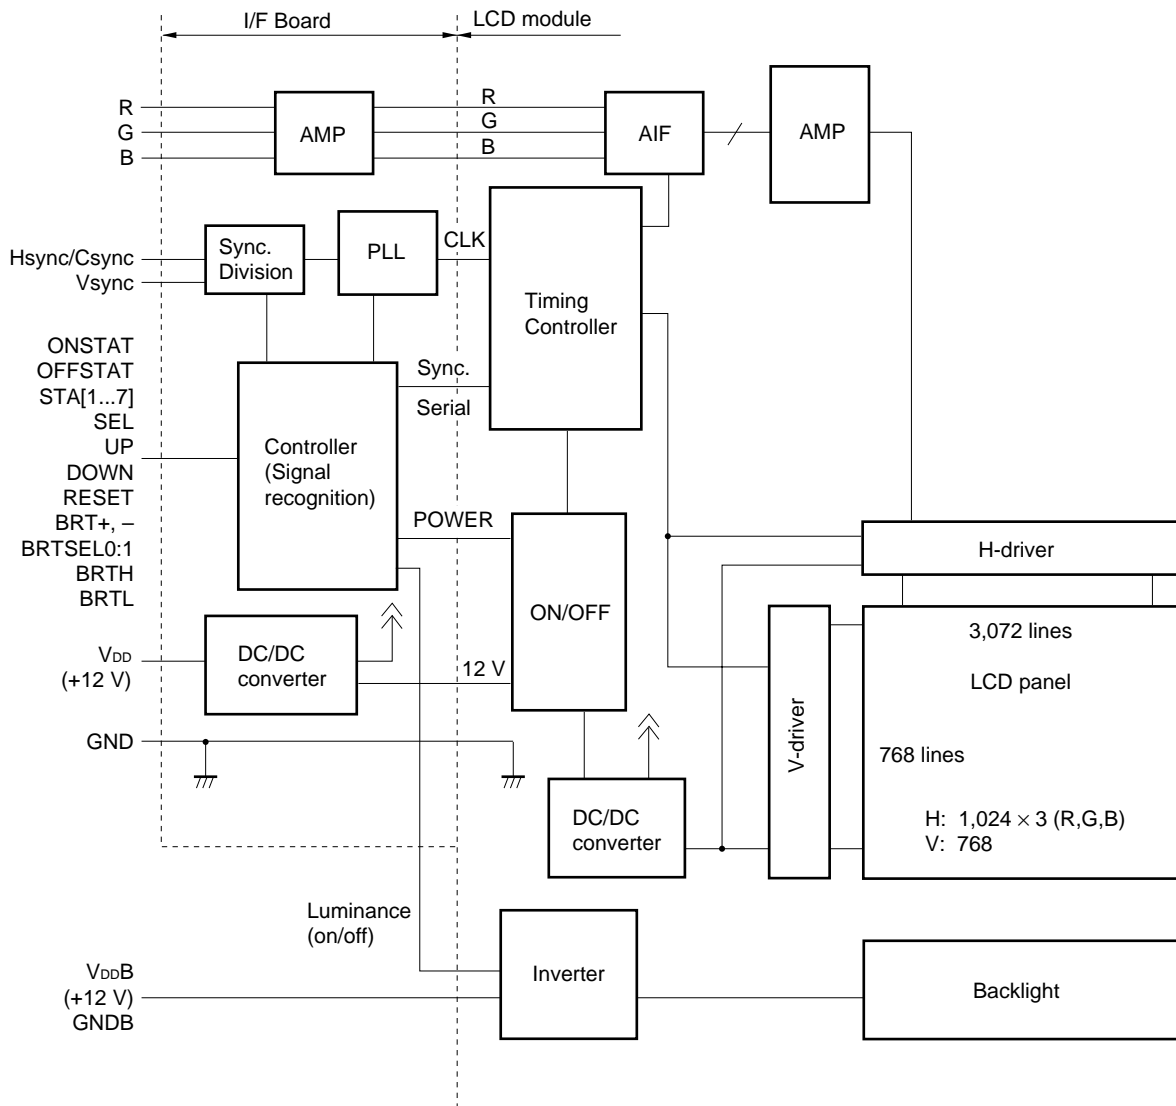 I/F Board
LCD module
R
G
B
AMP
R
G
B
AIF
AMP
Hsync/Csync
Vsync
Sync.
Division
PLL
CLK
Timing
Controller
ONSTAT
OFFSTAT
STA[1...7]
SEL
UP
DOWN
RESET
BRT+, –
BRTSEL0:1
BRTH
BRTL
Controller
(Signal
recognition)
Sync.
Serial
POWER
ON/OFF
H-driver
VDD
(+12 V)
DC/DC
converter
12 V
GND
DC/DC
converter
V-driver
3,072 lines
LCD panel
768 lines
H: 1,024 × 3 (R,G,B)
V: 768
Luminance
(on/off)
VDDB
(+12 V)
GNDB
Inverter
Backlight